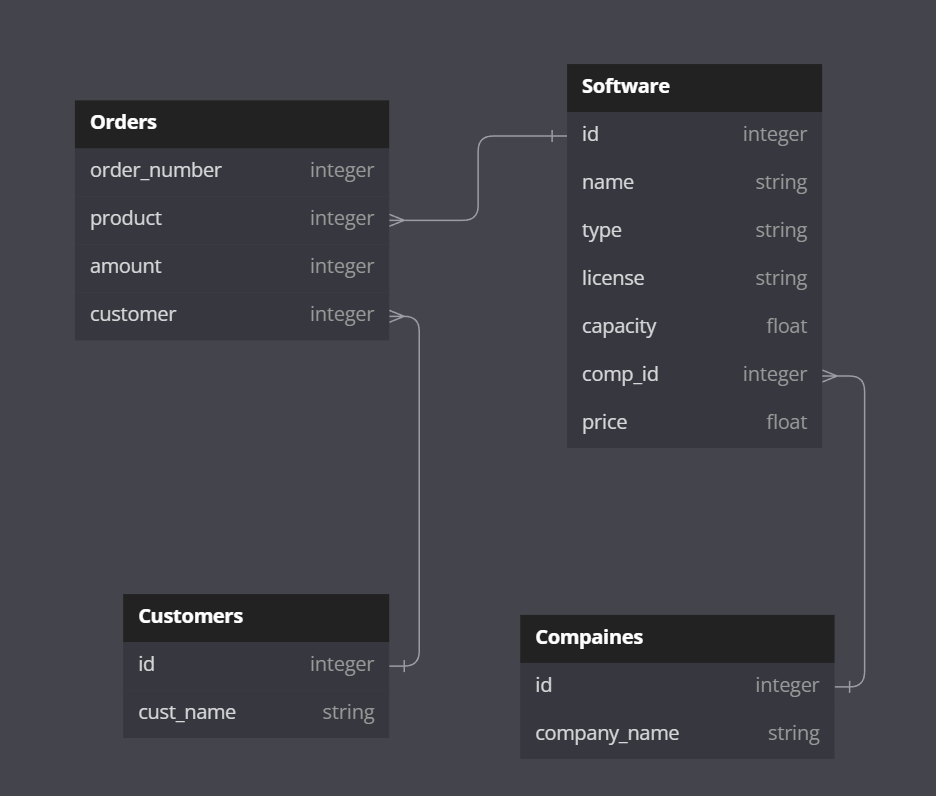 Orders
order_number integer
product integer
amount integer
customer integer
Software
id integer
name string
type string
license string
capacity float
comp_id integer
price float
Customers
id integer
cust_name string
Compaines
id integer
company_name string